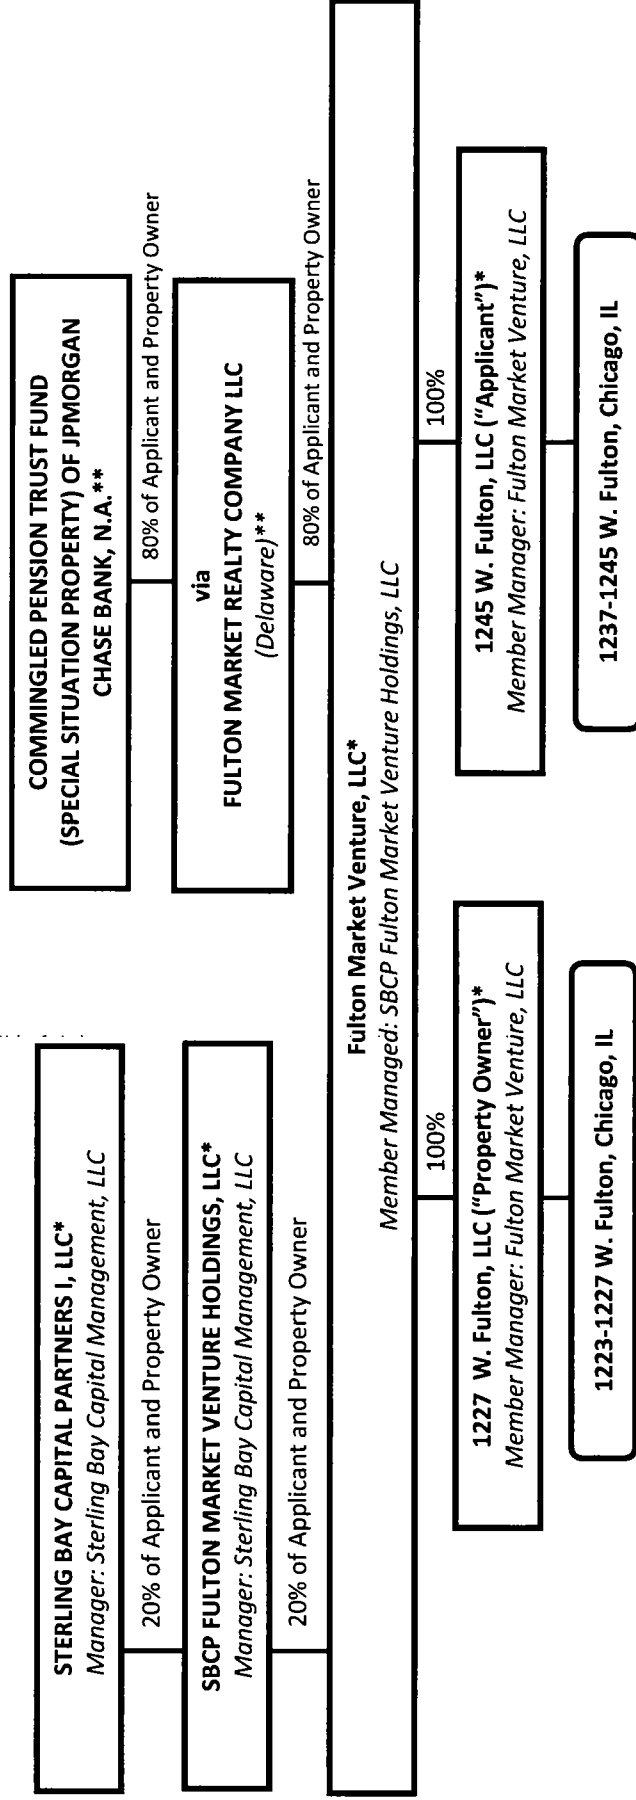 STERLING BAY CAPITAL PARTNERS I, LLC*
Manager: Sterling Bay Capital Management, LLC
20% of Applicant and Property Owner
SBCP FULTON MARKET VENTURE HOLDINGS, LLC*
Manager: Sterling Bay Capital Management, LLC
20% of Applicant and Property Owner
COMMINGLED PENSION TRUST FUND
(SPECIAL SITUATION PROPERTY) OF JPMORGAN
CHASE BANK, N.A.**
80% of Applicant and Property Owner
via
FULTON MARKET REALTY COMPANY LLC
(Delaware)**
80% of Applicant and Property Owner
Fulton Market Venture, LLC*
Member Managed: SBCP Fulton Market Venture Holdings, LLC
100%
1227 W. Fulton, LLC (“Property Owner”)*
Member Manager: Fulton Market Venture, LLC
1223-1227 W. Fulton, Chicago, IL
100%
1245 W. Fulton, LLC (“Applicant”)*
Member Manager: Fulton Market Venture, LLC
1237-1245 W. Fulton, Chicago, IL